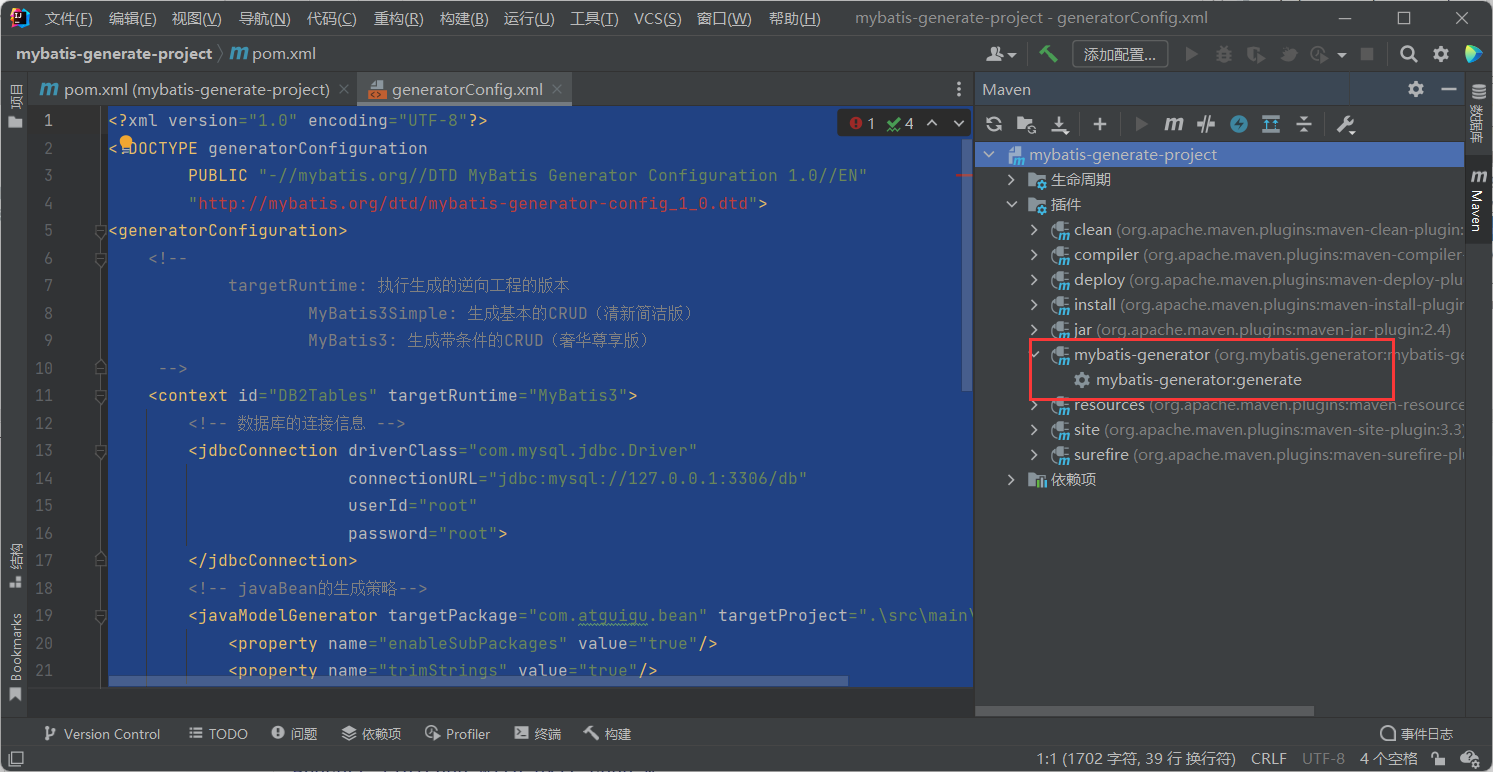 文件(F) 编辑(E) 视图(V) 导航(N) 代码(C) 重构(R) 构建(B) 运行(U) 工具(T) VCS(S) 窗口(W) 帮助(H) mybatis-generate-project - generatorConfig.xml
mybatis-generate-project pom.xml
添加配置...
项目
pom.xml (mybatis-generate-project)
generatorConfig.xml
1 4
1 <?xml version="1.0" encoding="UTF-8"?>
2 <!DOCTYPE generatorConfiguration
3 PUBLIC "-//mybatis.org//DTD MyBatis Generator Configuration 1.0//EN"
4 "http://mybatis.org/dtd/mybatis-generator-config_1_0.dtd">
5 <generatorConfiguration>
6 <!--
7 targetRuntime: 执行生成的逆向工程的版本
8 MyBatis3Simple: 生成基本的CRUD（清新简洁版）
9 MyBatis3: 生成带条件的CRUD（奢华尊享版）
10 -->
11 <context id="DB2Tables" targetRuntime="MyBatis3">
12 <!-- 数据库的连接信息 -->
13 <jdbcConnection driverClass="com.mysql.jdbc.Driver"
14 connectionURL="jdbc:mysql://127.0.0.1:3306/db"
15 userId="root"
16 password="root">
17 </jdbcConnection>
18 <!-- javaBean的生成策略-->
19 <javaModelGenerator targetPackage="com.atguigu.bean" targetProject=".\src\main\
20 <property name="enableSubPackages" value="true"/>
21 <property name="trimStrings" value="true"/>
结构
Bookmarks
Maven
mybatis-generate-project
生命周期
插件
clean (org.apache.maven.plugins:maven-clean-plugin:
compiler (org.apache.maven.plugins:maven-compiler-
deploy (org.apache.maven.plugins:maven-deploy-plu
install (org.apache.maven.plugins:maven-install-plugin
jar (org.apache.maven.plugins:maven-jar-plugin:2.4)
mybatis-generator (org.mybatis.generator:mybatis-ge
mybatis-generator:generate
resources (org.apache.maven.plugins:maven-resource
site (org.apache.maven.plugins:maven-site-plugin:3.3)
surefire (org.apache.maven.plugins:maven-surefire-plu
依赖项
数据库
Maven
Version Control TODO 问题 依赖项 Profiler 终端 构建 事件日志
1:1 (1702 字符, 39 行 换行符) CRLF UTF-8 4 个空格